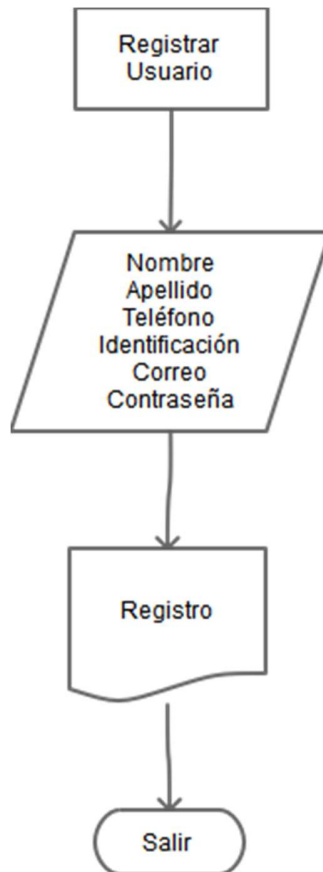 Registrar
Usuario
Nombre
Apellido
Teléfono
Identificación
Correo
Contraseña
Registro
Salir